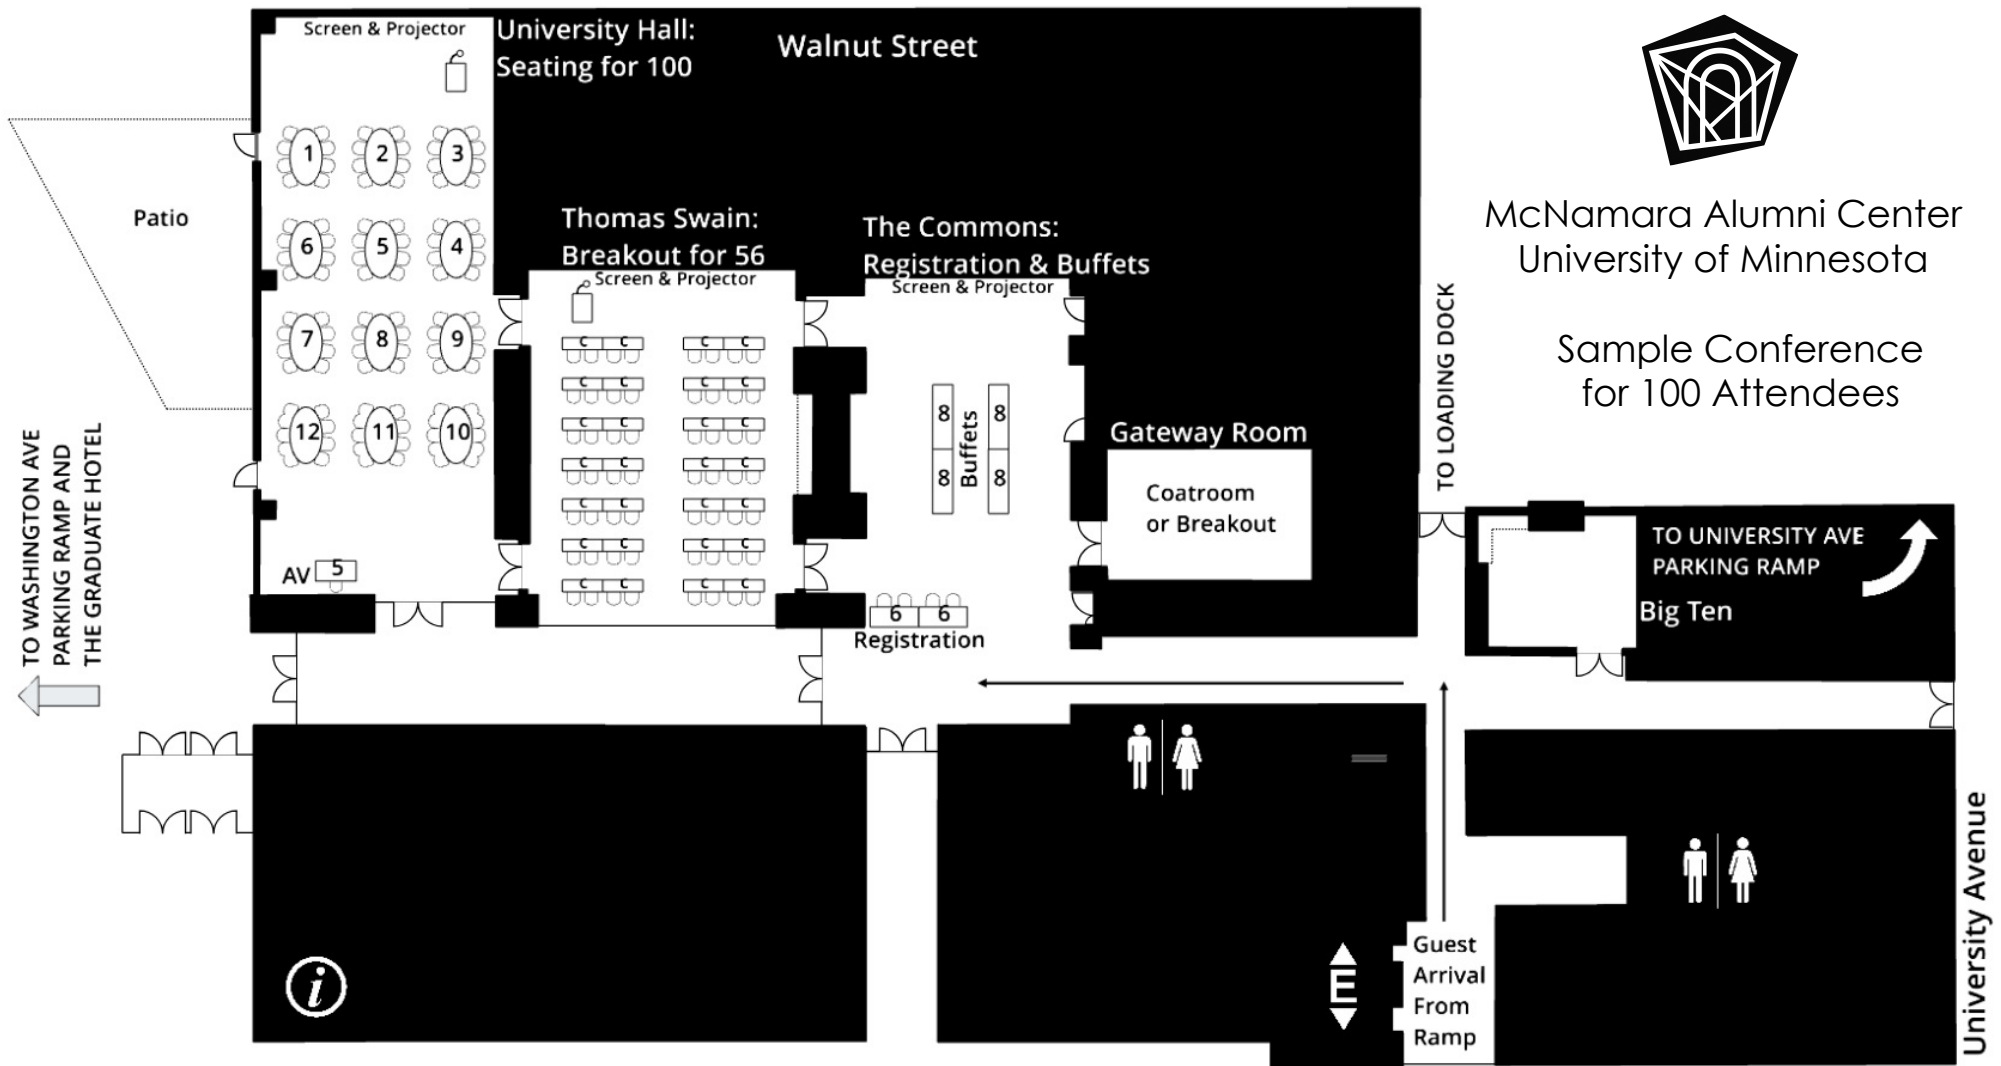 Screen & Projector
University Hall:
Seating for 100
Walnut Street
1
2
3
6
5
4
7
8
9
12
11
10
AV
5
Patio
TO WASHINGTON AVE
PARKING RAMP AND
THE GRADUATE HOTEL
Thomas Swain:
Breakout for 56
Screen & Projector
C C C C
C C C C
C C C C
C C C C
C C C C
C C C C
C C C C
The Commons:
Registration & Buffets
Screen & Projector
8
8
Buffets
8
8
6 6
Registration
Gateway Room
Coatroom
or Breakout
TO LOADING DOCK
McNamara Alumni Center
University of Minnesota
Sample Conference
for 100 Attendees
TO UNIVERSITY AVE
PARKING RAMP
Big Ten
i
E
Guest
Arrival
From
Ramp
University Avenue